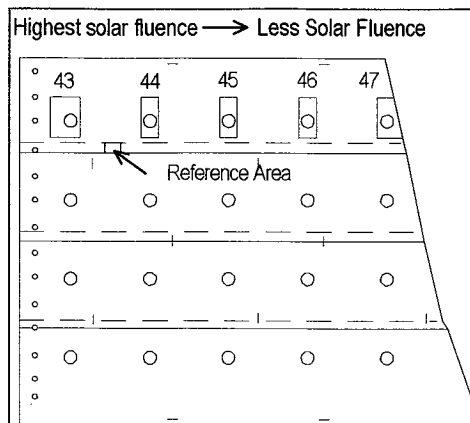 Highest solar fluence → Less Solar Fluence
43 44 45 46 47
Reference Area